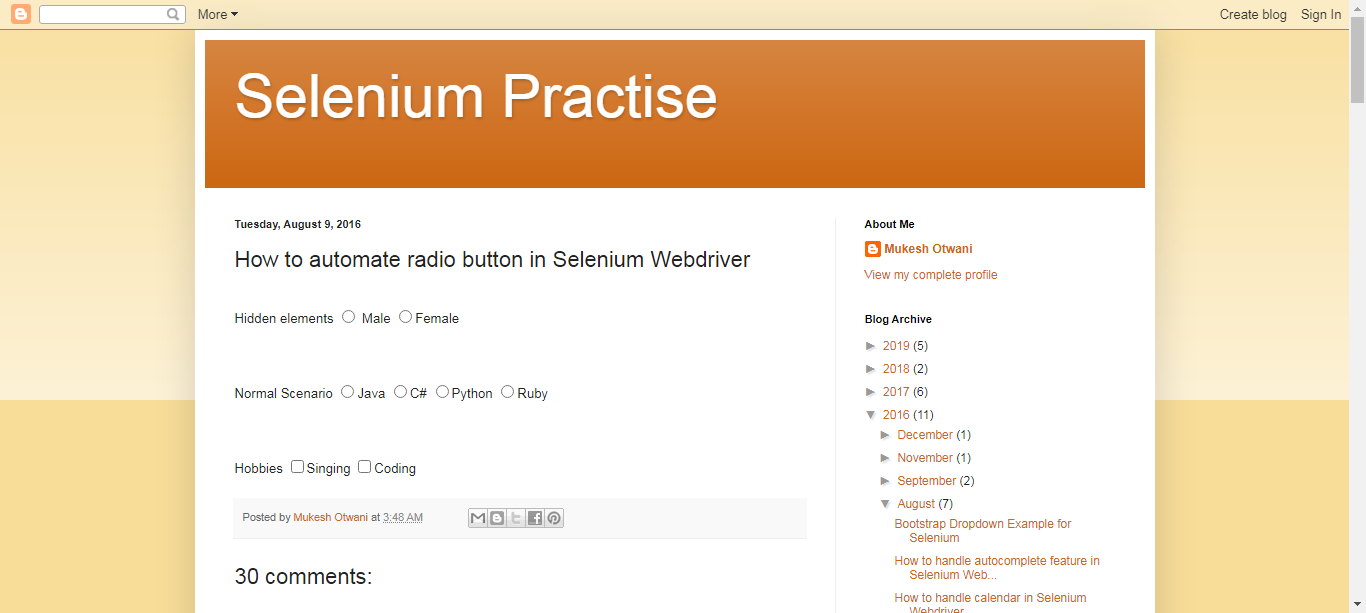 More Create blog Sign In
Selenium Practise
Tuesday, August 9, 2016
How to automate radio button in Selenium Webdriver
Hidden elements Male Female
Normal Scenario Java C# Python Ruby
Hobbies Singing Coding
Posted by Mukesh Otwani at 3:48 AM
30 comments:
About Me
Mukesh Otwani
View my complete profile
Blog Archive
► 2019 (5)
► 2018 (2)
► 2017 (6)
▼ 2016 (11)
► December (1)
► November (1)
► September (2)
▼ August (7)
Bootstrap Dropdown Example for
Selenium
How to handle autocomplete feature in
Selenium Web...
How to handle calendar in Selenium
Webdriver